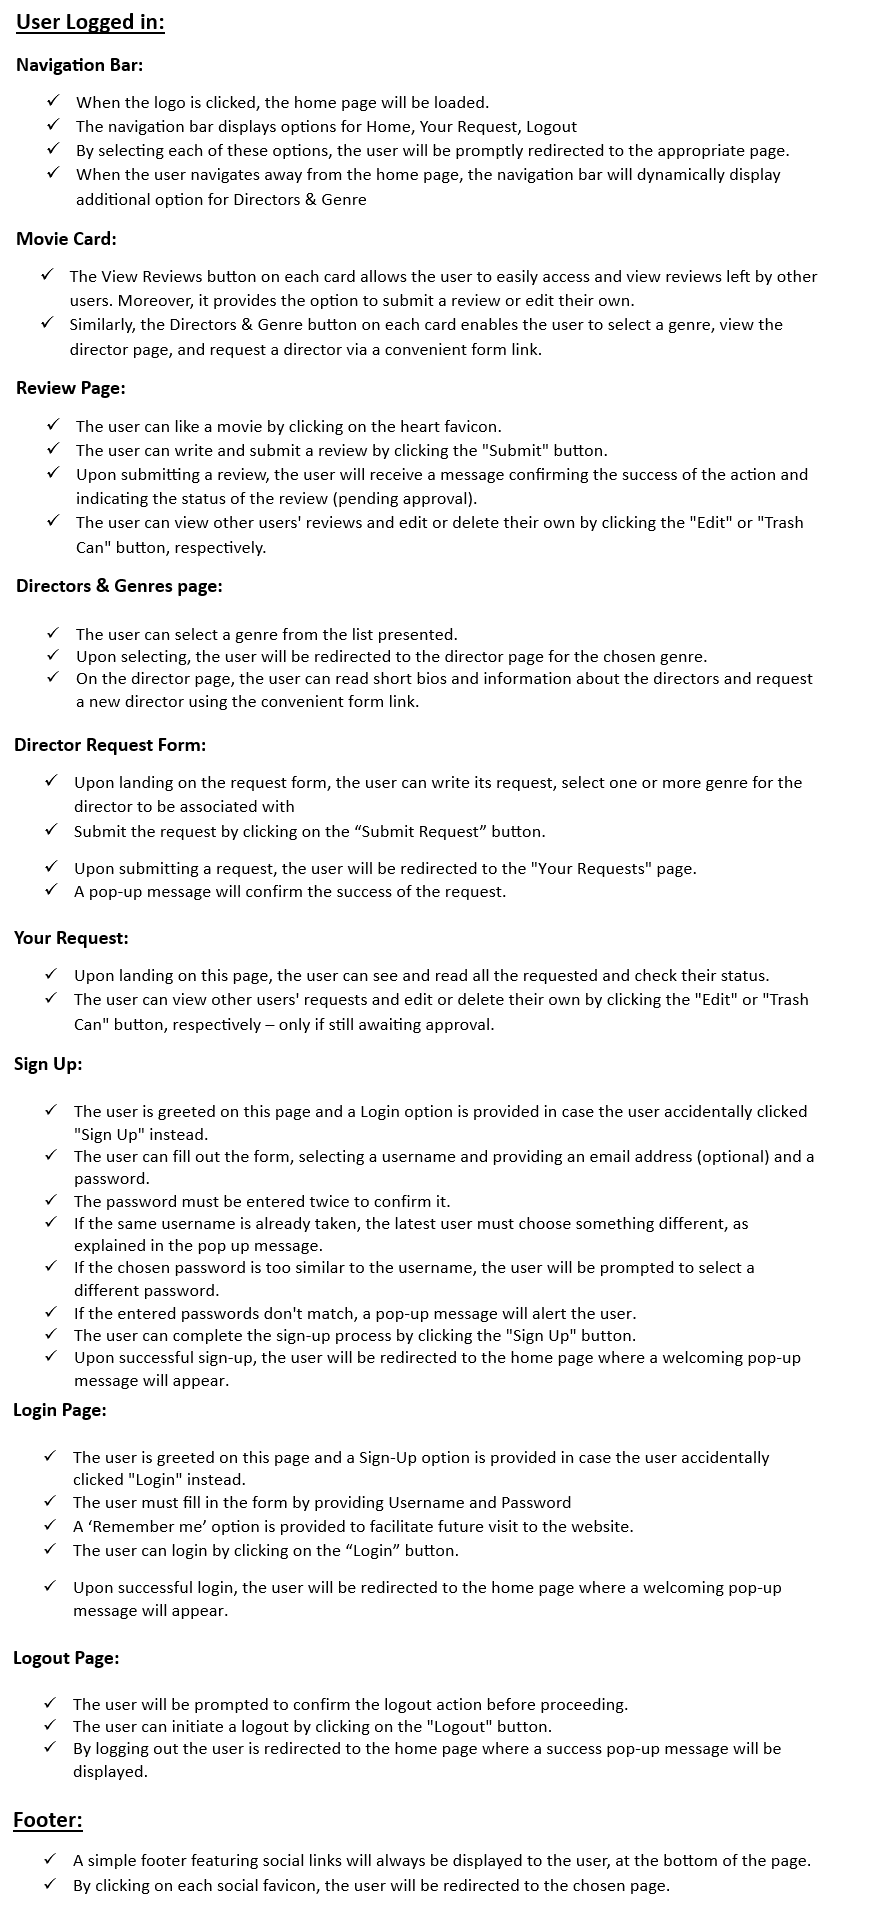 User Logged in:
Navigation Bar:
✓ When the logo is clicked, the home page will be loaded.
✓ The navigation bar displays options for Home, Your Request, Logout
✓ By selecting each of these options, the user will be promptly redirected to the appropriate page.
✓ When the user navigates away from the home page, the navigation bar will dynamically display
additional option for Directors & Genre
Movie Card:
✓ The View Reviews button on each card allows the user to easily access and view reviews left by other
users. Moreover, it provides the option to submit a review or edit their own.
✓ Similarly, the Directors & Genre button on each card enables the user to select a genre, view the
director page, and request a director via a convenient form link.
Review Page:
✓ The user can like a movie by clicking on the heart favicon.
✓ The user can write and submit a review by clicking the "Submit" button.
✓ Upon submitting a review, the user will receive a message confirming the success of the action and
indicating the status of the review (pending approval).
✓ The user can view other users' reviews and edit or delete their own by clicking the "Edit" or "Trash
Can" button, respectively.
Directors & Genres page:
✓ The user can select a genre from the list presented.
✓ Upon selecting, the user will be redirected to the director page for the chosen genre.
✓ On the director page, the user can read short bios and information about the directors and request
a new director using the convenient form link.
Director Request Form:
✓ Upon landing on the request form, the user can write its request, select one or more genre for the
director to be associated with
✓ Submit the request by clicking on the “Submit Request” button.
✓ Upon submitting a request, the user will be redirected to the "Your Requests" page.
✓ A pop-up message will confirm the success of the request.
Your Request:
✓ Upon landing on this page, the user can see and read all the requested and check their status.
✓ The user can view other users' requests and edit or delete their own by clicking the "Edit" or "Trash
Can" button, respectively – only if still awaiting approval.
Sign Up:
✓ The user is greeted on this page and a Login option is provided in case the user accidentally clicked
"Sign Up" instead.
✓ The user can fill out the form, selecting a username and providing an email address (optional) and a
password.
✓ The password must be entered twice to confirm it.
✓ If the same username is already taken, the latest user must choose something different, as
explained in the pop up message.
✓ If the chosen password is too similar to the username, the user will be prompted to select a
different password.
✓ If the entered passwords don't match, a pop-up message will alert the user.
✓ The user can complete the sign-up process by clicking the "Sign Up" button.
✓ Upon successful sign-up, the user will be redirected to the home page where a welcoming pop-up
message will appear.
Login Page:
✓ The user is greeted on this page and a Sign-Up option is provided in case the user accidentally
clicked "Login" instead.
✓ The user must fill in the form by providing Username and Password
✓ A ‘Remember me’ option is provided to facilitate future visit to the website.
✓ The user can login by clicking on the “Login” button.
✓ Upon successful login, the user will be redirected to the home page where a welcoming pop-up
message will appear.
Logout Page:
✓ The user will be prompted to confirm the logout action before proceeding.
✓ The user can initiate a logout by clicking on the "Logout" button.
✓ By logging out the user is redirected to the home page where a success pop-up message will be
displayed.
Footer:
✓ A simple footer featuring social links will always be displayed to the user, at the bottom of the page.
✓ By clicking on each social favicon, the user will be redirected to the chosen page.